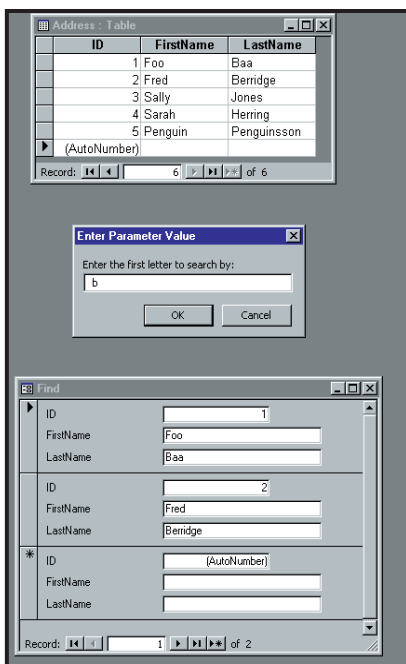 Address : Table
ID FirstName LastName
1 Foo Baa
2 Fred Berridge
3 Sally Jones
4 Sarah Herring
5 Penguin Penguinsson
(AutoNumber)
Record: 6 of 6
Enter Parameter Value
Enter the first letter to search by:
b
OK Cancel
Find
ID 1
FirstName Foo
LastName Baa
ID 2
FirstName Fred
LastName Berridge
ID (AutoNumber)
FirstName
LastName
Record: 1 of 2